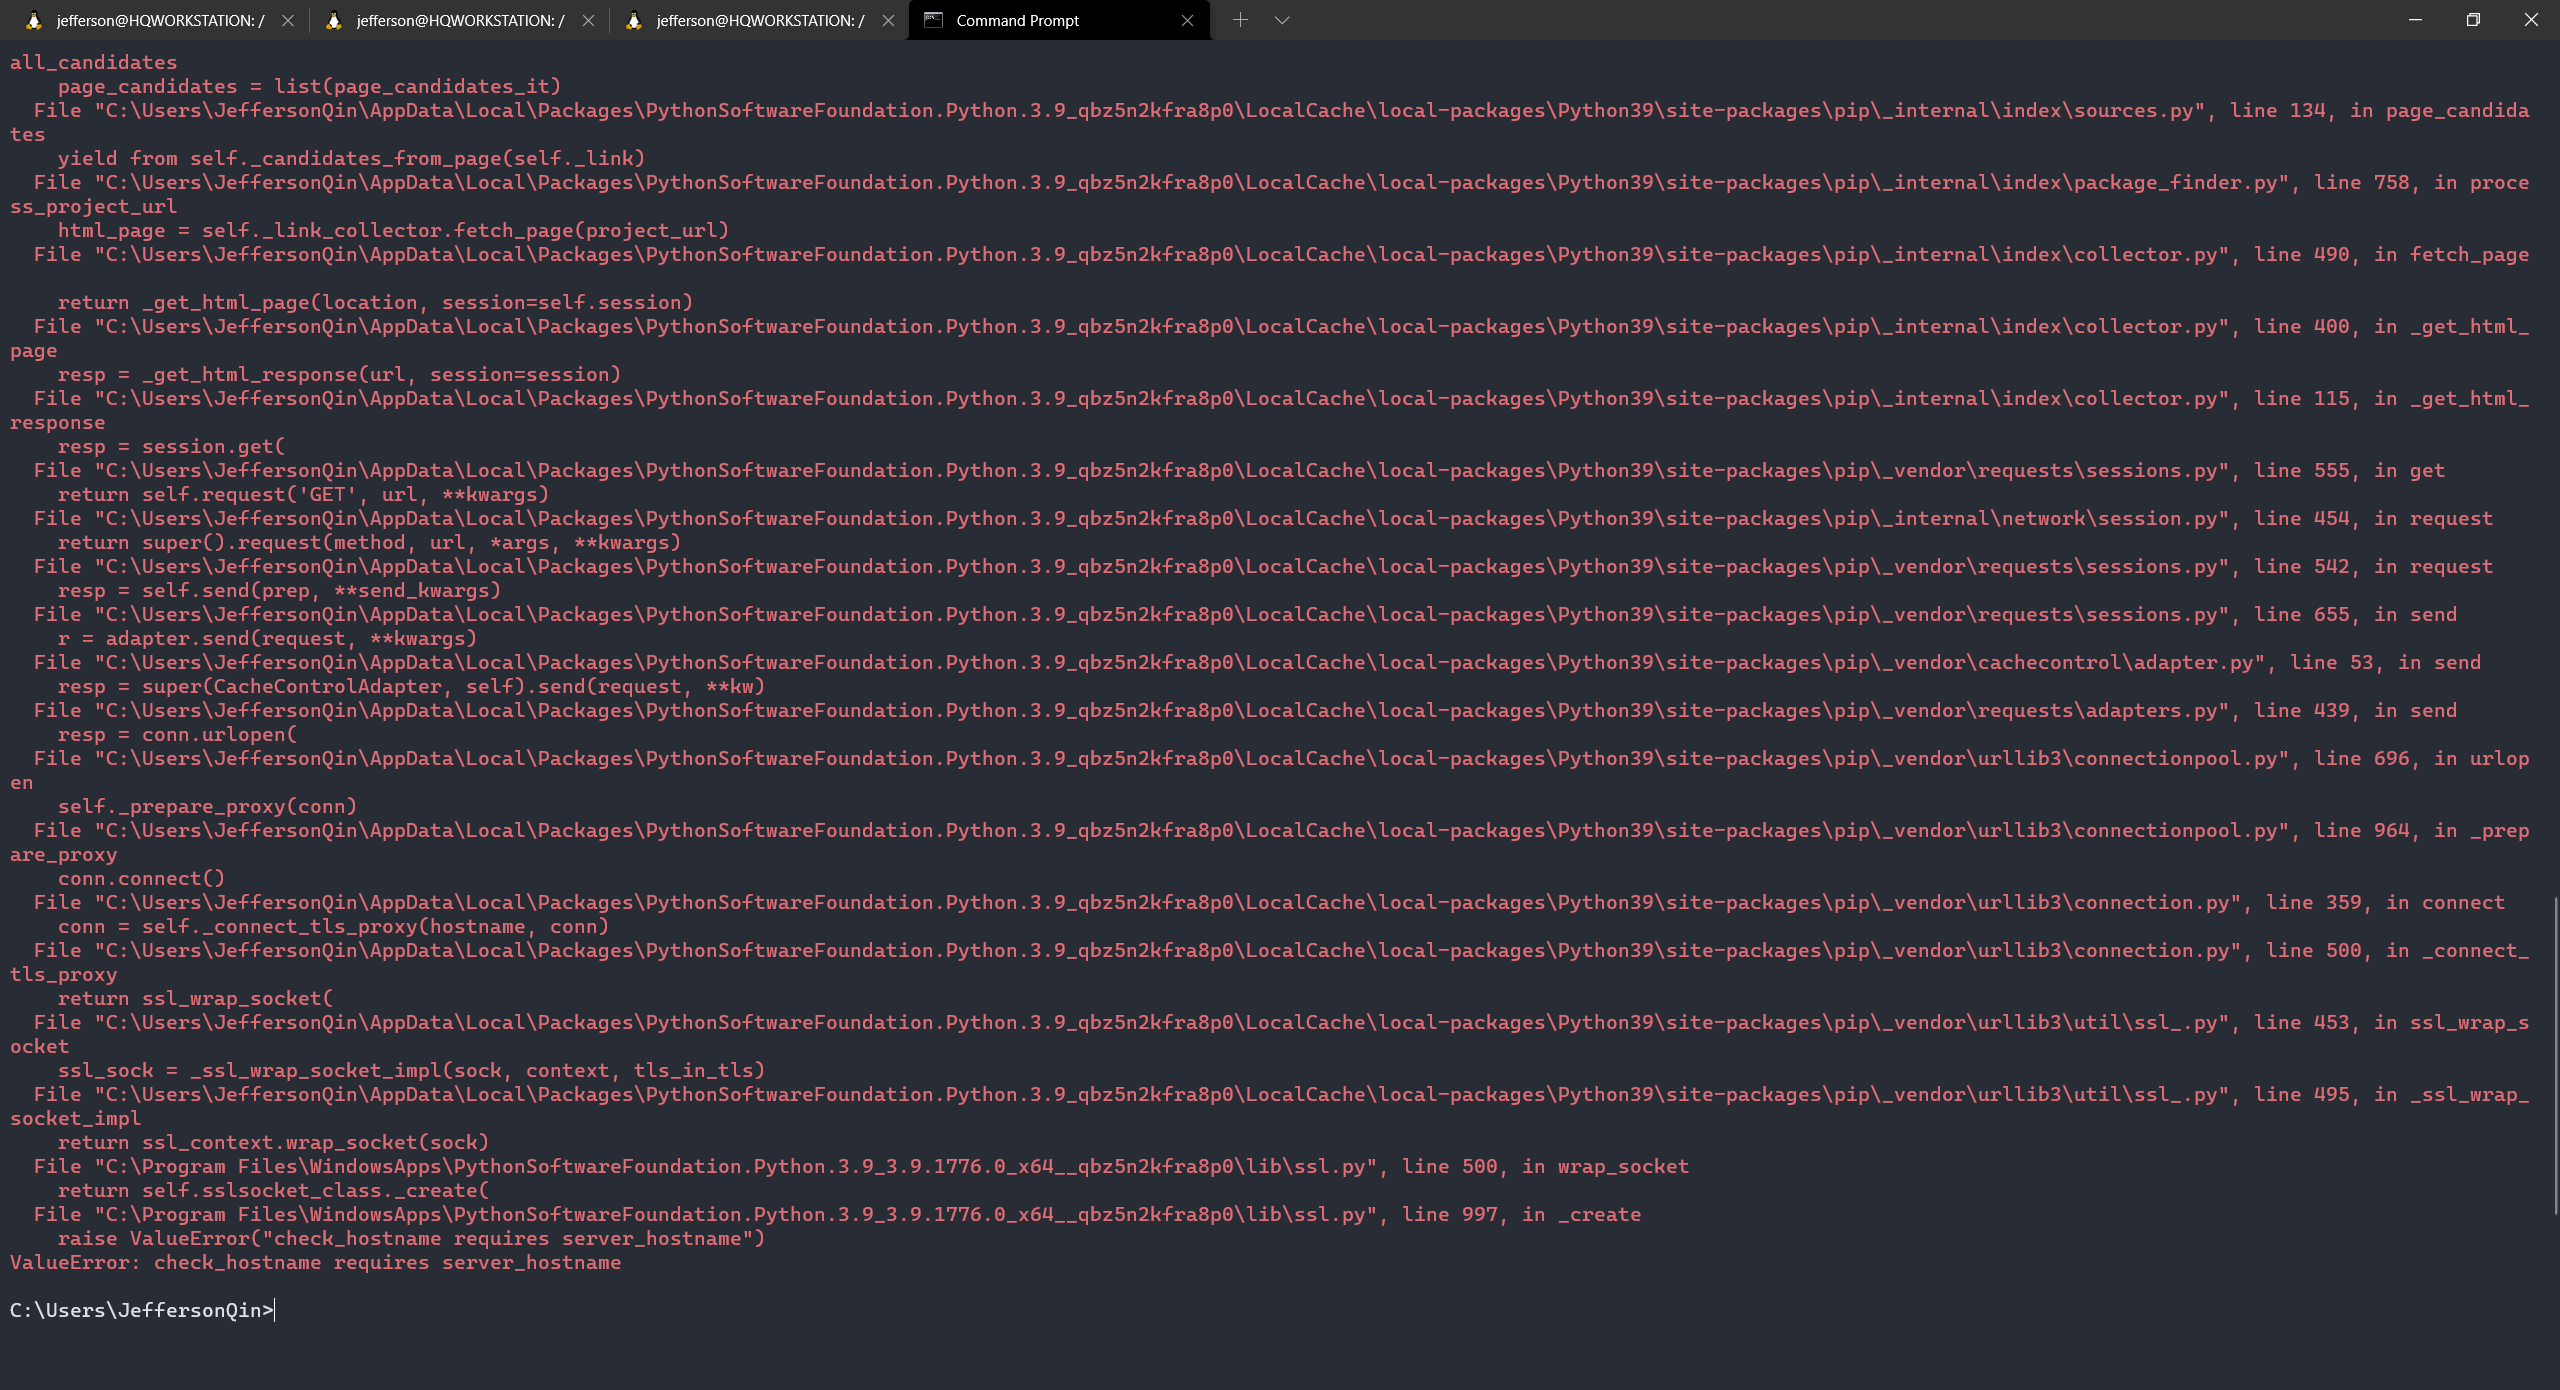 jefferson@HQWORKSTATION: /
jefferson@HQWORKSTATION: /
jefferson@HQWORKSTATION: /
Command Prompt
all_candidates
    page_candidates = list(page_candidates_it)
  File "C:\Users\JeffersonQin\AppData\Local\Packages\PythonSoftwareFoundation.Python.3.9_qbz5n2kfra8p0\LocalCache\local-packages\Python39\site-packages\pip\_internal\index\sources.py", line 134, in page_candida
tes
    yield from self._candidates_from_page(self._link)
  File "C:\Users\JeffersonQin\AppData\Local\Packages\PythonSoftwareFoundation.Python.3.9_qbz5n2kfra8p0\LocalCache\local-packages\Python39\site-packages\pip\_internal\index\package_finder.py", line 758, in proce
ss_project_url
    html_page = self._link_collector.fetch_page(project_url)
  File "C:\Users\JeffersonQin\AppData\Local\Packages\PythonSoftwareFoundation.Python.3.9_qbz5n2kfra8p0\LocalCache\local-packages\Python39\site-packages\pip\_internal\index\collector.py", line 490, in fetch_page

    return _get_html_page(location, session=self.session)
  File "C:\Users\JeffersonQin\AppData\Local\Packages\PythonSoftwareFoundation.Python.3.9_qbz5n2kfra8p0\LocalCache\local-packages\Python39\site-packages\pip\_internal\index\collector.py", line 400, in _get_html_
page
    resp = _get_html_response(url, session=session)
  File "C:\Users\JeffersonQin\AppData\Local\Packages\PythonSoftwareFoundation.Python.3.9_qbz5n2kfra8p0\LocalCache\local-packages\Python39\site-packages\pip\_internal\index\collector.py", line 115, in _get_html_
response
    resp = session.get(
  File "C:\Users\JeffersonQin\AppData\Local\Packages\PythonSoftwareFoundation.Python.3.9_qbz5n2kfra8p0\LocalCache\local-packages\Python39\site-packages\pip\_vendor\requests\sessions.py", line 555, in get
    return self.request('GET', url, **kwargs)
  File "C:\Users\JeffersonQin\AppData\Local\Packages\PythonSoftwareFoundation.Python.3.9_qbz5n2kfra8p0\LocalCache\local-packages\Python39\site-packages\pip\_internal\network\session.py", line 454, in request
    return super().request(method, url, *args, **kwargs)
  File "C:\Users\JeffersonQin\AppData\Local\Packages\PythonSoftwareFoundation.Python.3.9_qbz5n2kfra8p0\LocalCache\local-packages\Python39\site-packages\pip\_vendor\requests\sessions.py", line 542, in request
    resp = self.send(prep, **send_kwargs)
  File "C:\Users\JeffersonQin\AppData\Local\Packages\PythonSoftwareFoundation.Python.3.9_qbz5n2kfra8p0\LocalCache\local-packages\Python39\site-packages\pip\_vendor\requests\sessions.py", line 655, in send
    r = adapter.send(request, **kwargs)
  File "C:\Users\JeffersonQin\AppData\Local\Packages\PythonSoftwareFoundation.Python.3.9_qbz5n2kfra8p0\LocalCache\local-packages\Python39\site-packages\pip\_vendor\cachecontrol\adapter.py", line 53, in send
    resp = super(CacheControlAdapter, self).send(request, **kw)
  File "C:\Users\JeffersonQin\AppData\Local\Packages\PythonSoftwareFoundation.Python.3.9_qbz5n2kfra8p0\LocalCache\local-packages\Python39\site-packages\pip\_vendor\requests\adapters.py", line 439, in send
    resp = conn.urlopen(
  File "C:\Users\JeffersonQin\AppData\Local\Packages\PythonSoftwareFoundation.Python.3.9_qbz5n2kfra8p0\LocalCache\local-packages\Python39\site-packages\pip\_vendor\urllib3\connectionpool.py", line 696, in urlop
en
    self._prepare_proxy(conn)
  File "C:\Users\JeffersonQin\AppData\Local\Packages\PythonSoftwareFoundation.Python.3.9_qbz5n2kfra8p0\LocalCache\local-packages\Python39\site-packages\pip\_vendor\urllib3\connectionpool.py", line 964, in _prep
are_proxy
    conn.connect()
  File "C:\Users\JeffersonQin\AppData\Local\Packages\PythonSoftwareFoundation.Python.3.9_qbz5n2kfra8p0\LocalCache\local-packages\Python39\site-packages\pip\_vendor\urllib3\connection.py", line 359, in connect
    conn = self._connect_tls_proxy(hostname, conn)
  File "C:\Users\JeffersonQin\AppData\Local\Packages\PythonSoftwareFoundation.Python.3.9_qbz5n2kfra8p0\LocalCache\local-packages\Python39\site-packages\pip\_vendor\urllib3\connection.py", line 500, in _connect_
tls_proxy
    return ssl_wrap_socket(
  File "C:\Users\JeffersonQin\AppData\Local\Packages\PythonSoftwareFoundation.Python.3.9_qbz5n2kfra8p0\LocalCache\local-packages\Python39\site-packages\pip\_vendor\urllib3\util\ssl_.py", line 453, in ssl_wrap_s
ocket
    ssl_sock = _ssl_wrap_socket_impl(sock, context, tls_in_tls)
  File "C:\Users\JeffersonQin\AppData\Local\Packages\PythonSoftwareFoundation.Python.3.9_qbz5n2kfra8p0\LocalCache\local-packages\Python39\site-packages\pip\_vendor\urllib3\util\ssl_.py", line 495, in _ssl_wrap_
socket_impl
    return ssl_context.wrap_socket(sock)
  File "C:\Program Files\WindowsApps\PythonSoftwareFoundation.Python.3.9_3.9.1776.0_x64__qbz5n2kfra8p0\lib\ssl.py", line 500, in wrap_socket
    return self.sslsocket_class._create(
  File "C:\Program Files\WindowsApps\PythonSoftwareFoundation.Python.3.9_3.9.1776.0_x64__qbz5n2kfra8p0\lib\ssl.py", line 997, in _create
    raise ValueError("check_hostname requires server_hostname")
ValueError: check_hostname requires server_hostname

C:\Users\JeffersonQin>